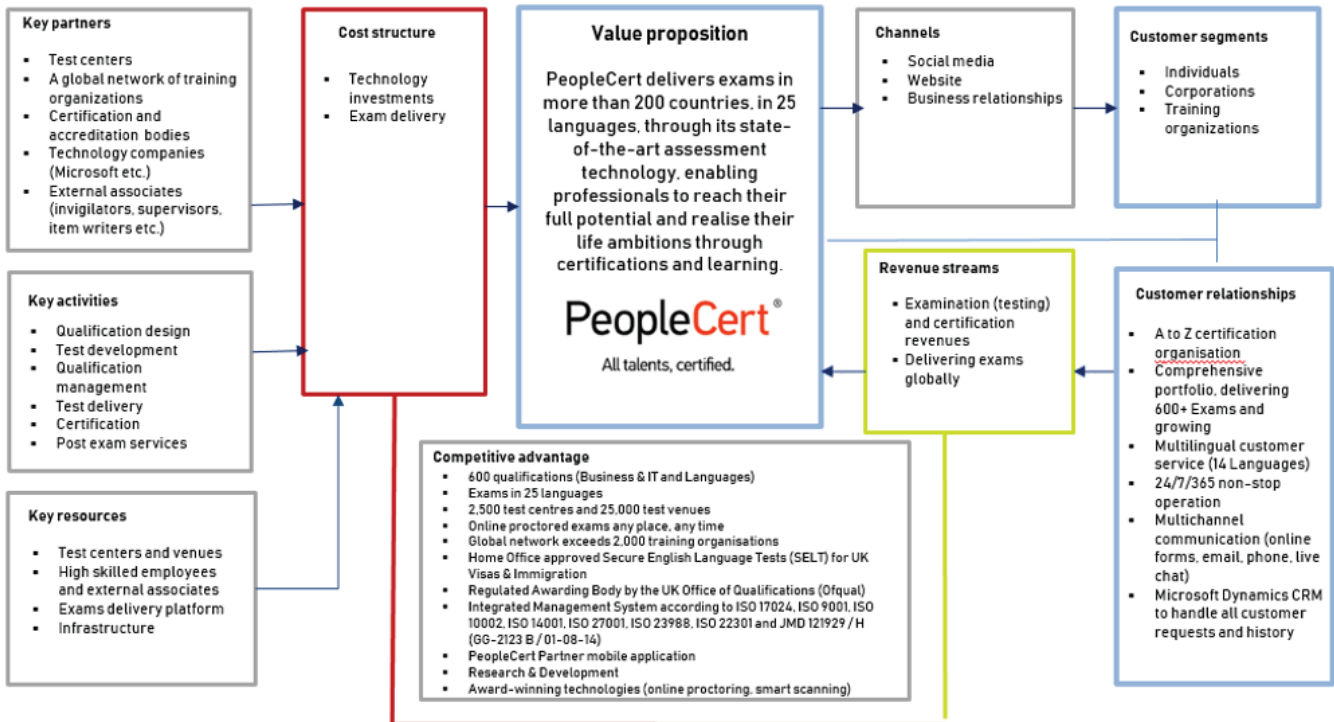 Key partners
Test centers
A global network of training
organizations
Certification and
accreditation bodies
Technology companies
(Microsoft etc.)
External associates
(invigilators, supervisors,
item writers etc.)
Key activities
Qualification design
Test development
Qualification
management
Test delivery
Certification
Post exam services
Key resources
Test centers and venues
High skilled employees
and external associates
Exams delivery platform
Infrastructure
Cost structure
Technology
investments
Exam delivery
Value proposition
PeopleCert delivers exams in
more than 200 countries, in 25
languages, through its state-
of-the-art assessment
technology, enabling
professionals to reach their
full potential and realise their
life ambitions through
certifications and learning.
PeopleCert®
All talents, certified.
Channels
Social media
Website
Business relationships
Customer segments
Individuals
Corporations
Training
organizations
Revenue streams
Examination (testing)
and certification
revenues
Delivering exams
globally
Customer relationships
A to Z certification
organisation
Comprehensive
portfolio, delivering
600+ Exams and
growing
Multilingual customer
service (14 Languages)
24/7/365 non-stop
operation
Multichannel
communication (online
forms, email, phone, live
chat)
Microsoft Dynamics CRM
to handle all customer
requests and history
Competitive advantage
600 qualifications (Business & IT and Languages)
Exams in 25 languages
2,500 test centres and 25,000 test venues
Online proctored exams any place, any time
Global network exceeds 2,000 training organisations
Home Office approved Secure English Language Tests (SELT) for UK
Visas & Immigration
Regulated Awarding Body by the UK Office of Qualifications (Ofqual)
Integrated Management System according to ISO 17024, ISO 9001, ISO
10002, ISO 14001, ISO 27001, ISO 23988, ISO 22301 and JMD 121929 / H
(GG-2123 B / 01-08-14)
PeopleCert Partner mobile application
Research & Development
Award-winning technologies (online proctoring, smart scanning)